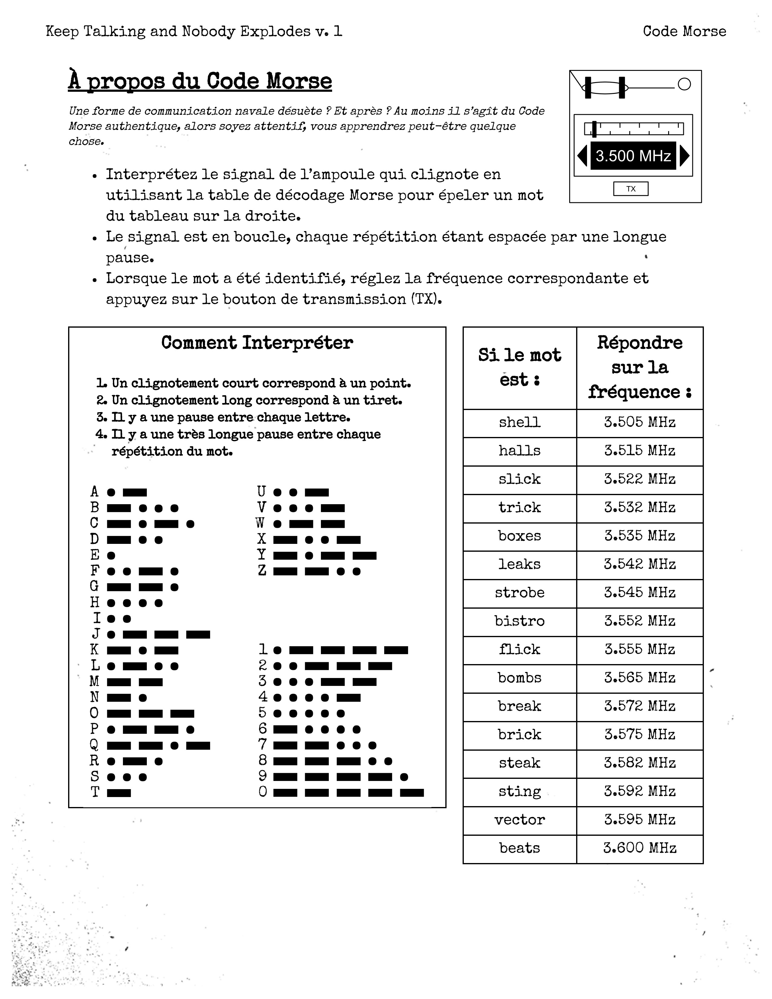 Keep Talking and Nobody Explodes v. 1
Code Morse
À propos du Code Morse
Une forme de communication navale désuète ? Et après ? Au moins il s'agît du Code
Morse authentique, alors soyez attentif, vous apprendrez peut-être quelque
chose.
3.500 MHz
TX
• Interprétez le signal de l'ampoule qui clignote en
utilisant la table de décodage Morse pour épeler un mot
du tableau sur la droite.
• Le signal est en boucle, chaque répétition étant espacée par une longue
pause.
• Lorsque le mot a été identifié, réglez la fréquence correspondante et
appuyez sur le bouton de transmission (TX).
Comment Interpréter
1. Un clignotement court correspond à un point.
2. Un clignotement long correspond à un tiret.
3. Il y a une pause entre chaque lettre.
4. Il y a une très longue pause entre chaque
répétition du mot.
A
B
C
D
E
F
G
H
I
J
K
L
M
N
O
P
Q
R
S
T
U
V
W
X
Y
Z
1
2
3
4
5
6
7
8
9
0
Si le mot
est :
Répondre
sur la
fréquence :
shell 3.505 MHz
halls 3.515 MHz
slick 3.522 MHz
trick 3.532 MHz
boxes 3.535 MHz
leaks 3.542 MHz
strobe 3.545 MHz
bistro 3.552 MHz
flick 3.555 MHz
bombs 3.565 MHz
break 3.572 MHz
brick 3.575 MHz
steak 3.582 MHz
sting 3.592 MHz
vector 3.595 MHz
beats 3.600 MHz